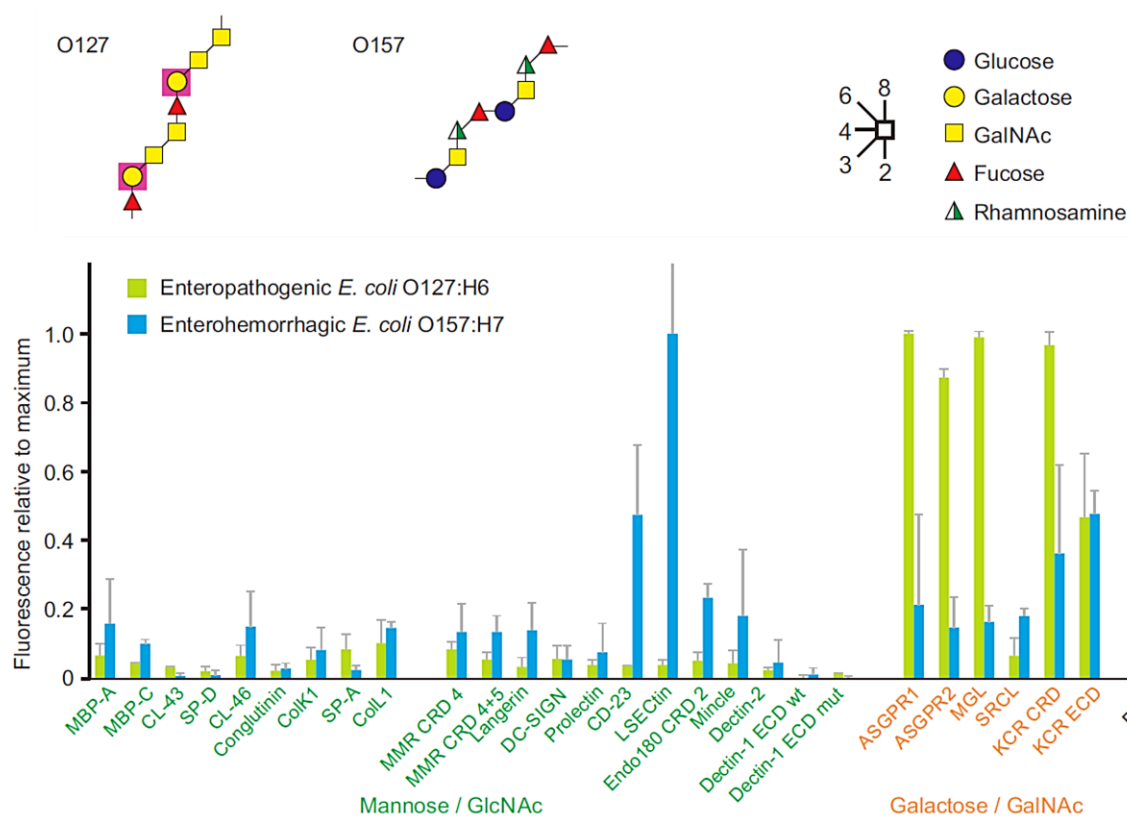 O127
O157
6 8
4
3 2
Glucose
Galactose
GalNAc
Fucose
Rhamnosamine
Enteropathogenic E. coli O127:H6
Enterohemorrhagic E. coli O157:H7
Fluorescence relative to maximum
1.0
0.8
0.6
0.4
0.2
0
MBP-A
MBP-C
CL-43
SP-D
CL-46
Conglutinin
ColK1
SP-A
ColL1
MMR CRD 4
MMR CRD 4+5
Langerin
DC-SIGN
Prolectin
CD-23
LSECtin
Endo180 CRD 2
Mincle
Dectin-2
Dectin-1 ECD wt
Dectin-1 ECD mut
ASGPR1
ASGPR2
MGL
SRCL
KCR CRD
KCR ECD
Mannose / GlcNAc
Galactose / GalNAc